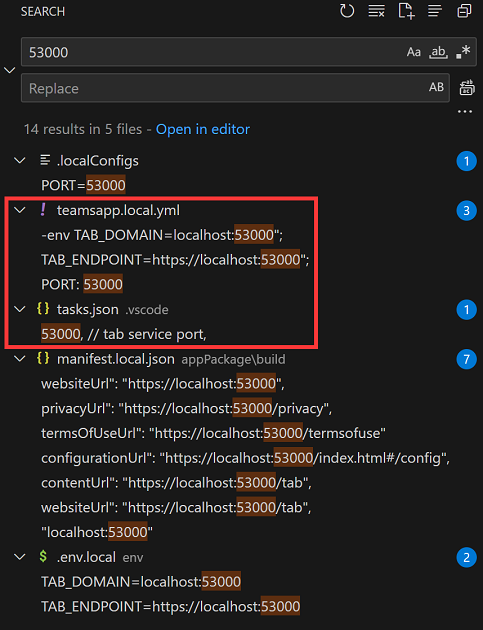 SEARCH
53000
Aa ab .*
Replace
AB
14 results in 5 files - Open in editor
.localConfigs 1
PORT=53000
! teamsapp.local.yml 3
-env TAB_DOMAIN=localhost:53000";
TAB_ENDPOINT=https://localhost:53000";
PORT: 53000
{} tasks.json .vscode 1
53000, // tab service port,
{} manifest.local.json appPackage\build 7
websiteUrl": "https://localhost:53000",
privacyUrl": "https://localhost:53000/privacy",
termsOfUseUrl": "https://localhost:53000/termsofuse"
configurationUrl": "https://localhost:53000/index.html#/config",
contentUrl": "https://localhost:53000/tab",
websiteUrl": "https://localhost:53000/tab",
"localhost:53000"
$ .env.local env 2
TAB_DOMAIN=localhost:53000
TAB_ENDPOINT=https://localhost:53000